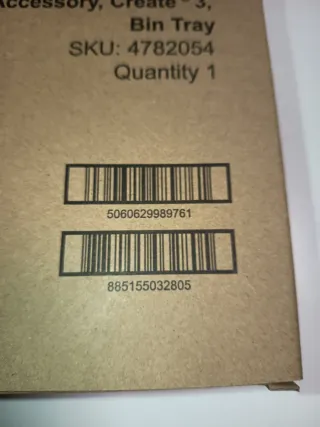 Accessory, Create - 3,
Bin Tray
SKU: 4782054
Quantity 1
5060629989761
885155032805